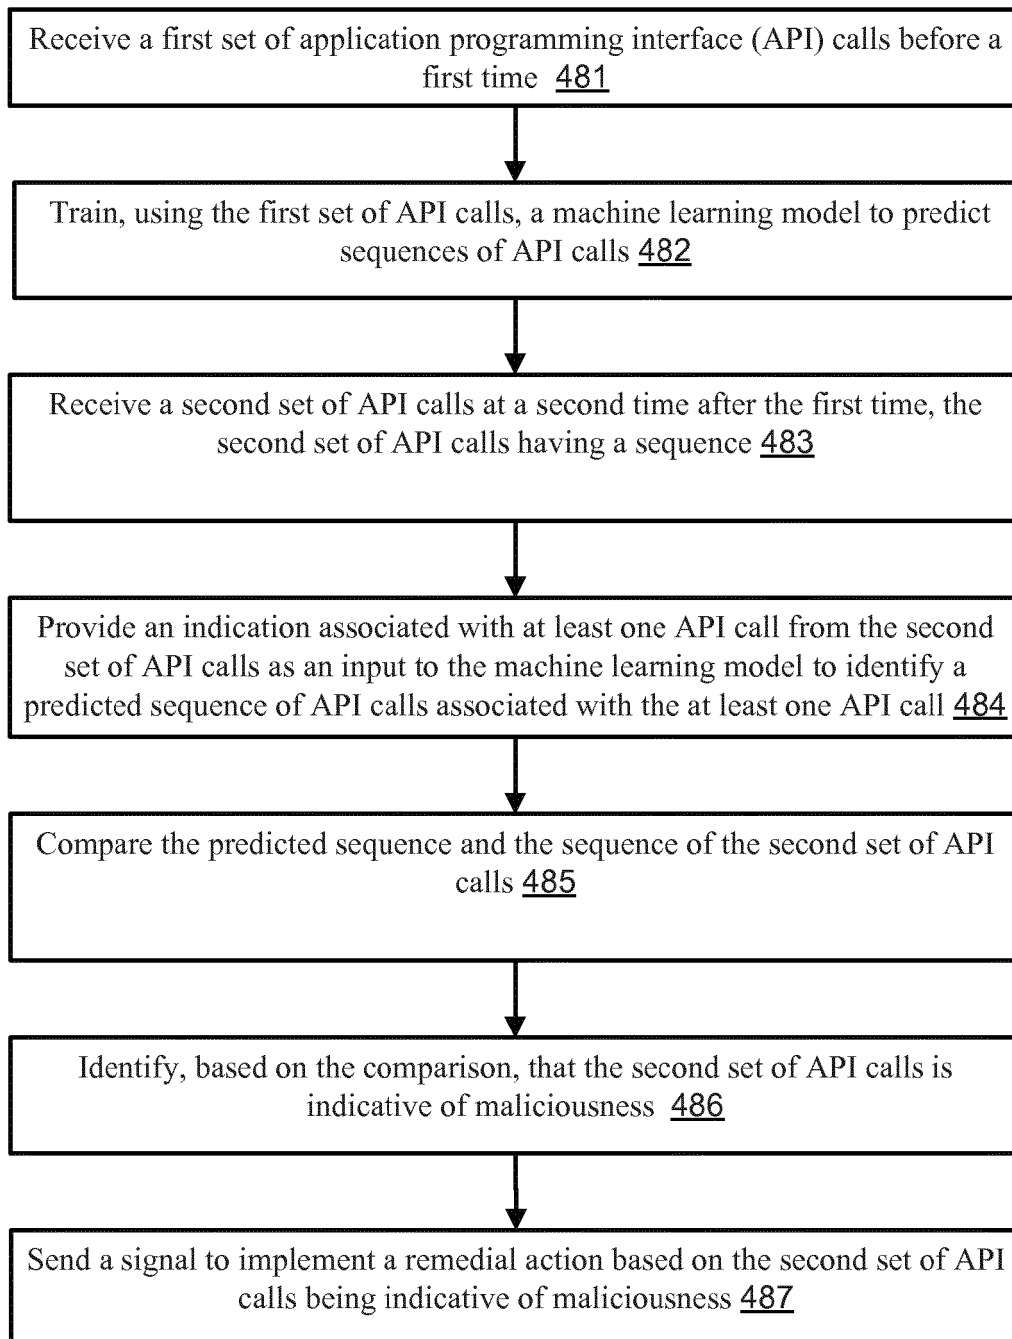 Receive a first set of application programming interface (API) calls before a
first time 481
Train, using the first set of API calls, a machine learning model to predict
sequences of API calls 482
Receive a second set of API calls at a second time after the first time, the
second set of API calls having a sequence 483
Provide an indication associated with at least one API call from the second
set of API calls as an input to the machine learning model to identify a
predicted sequence of API calls associated with the at least one API call 484
Compare the predicted sequence and the sequence of the second set of API
calls 485
Identify, based on the comparison, that the second set of API calls is
indicative of maliciousness 486
Send a signal to implement a remedial action based on the second set of API
calls being indicative of maliciousness 487